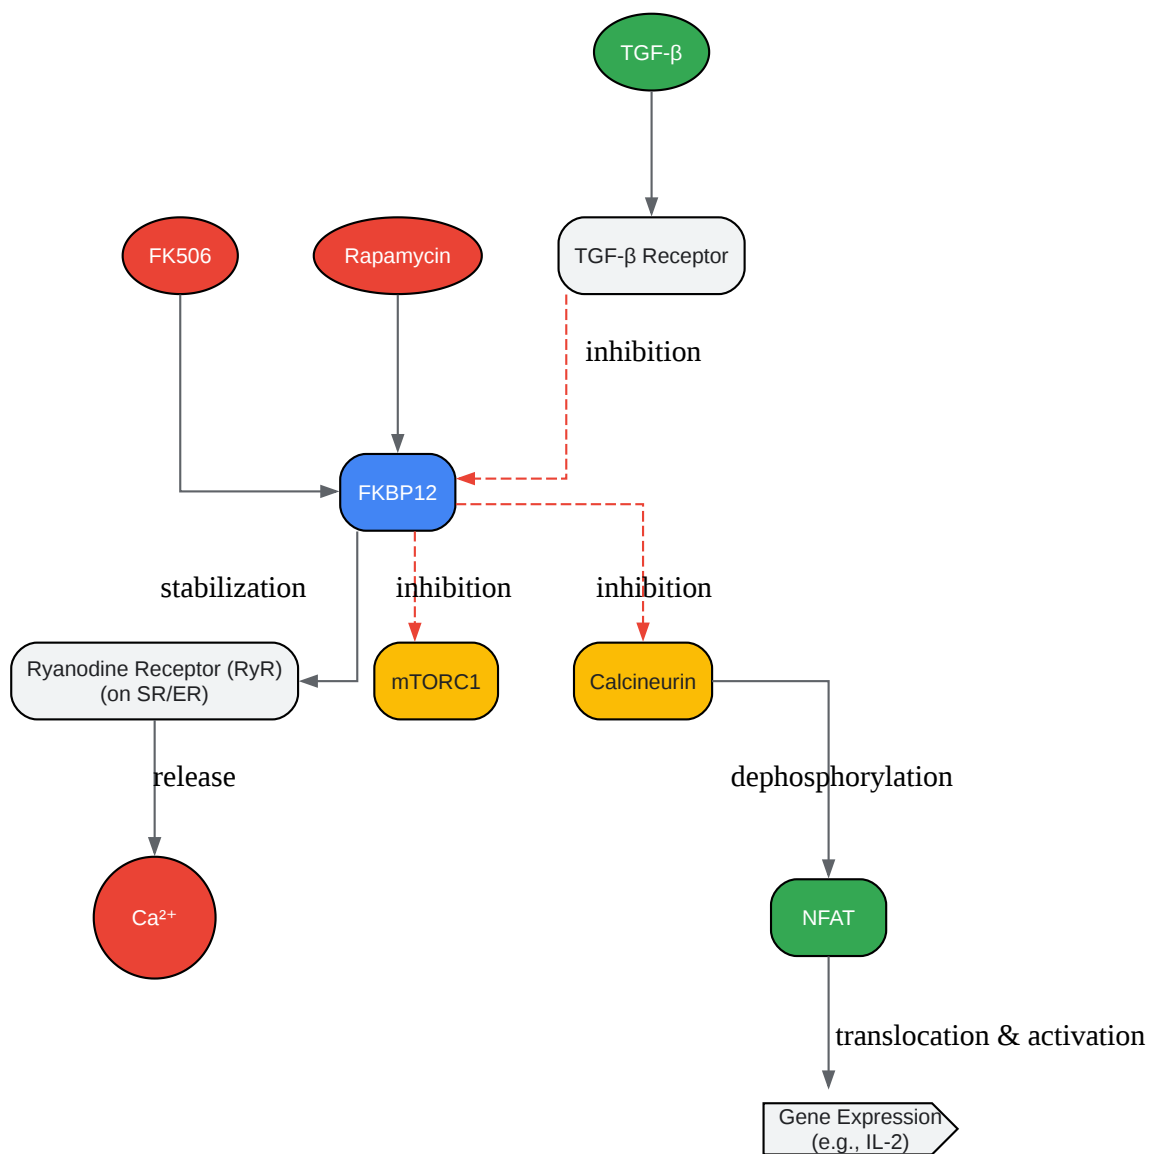 TGF-β
FK506
Rapamycin
TGF-β Receptor
inhibition
FKBP12
stabilization
inhibition
inhibition
Ryanodine Receptor (RyR)
(on SR/ER)
mTORC1
Calcineurin
release
dephosphorylation
Ca²⁺
NFAT
translocation & activation
Gene Expression
(e.g., IL-2)